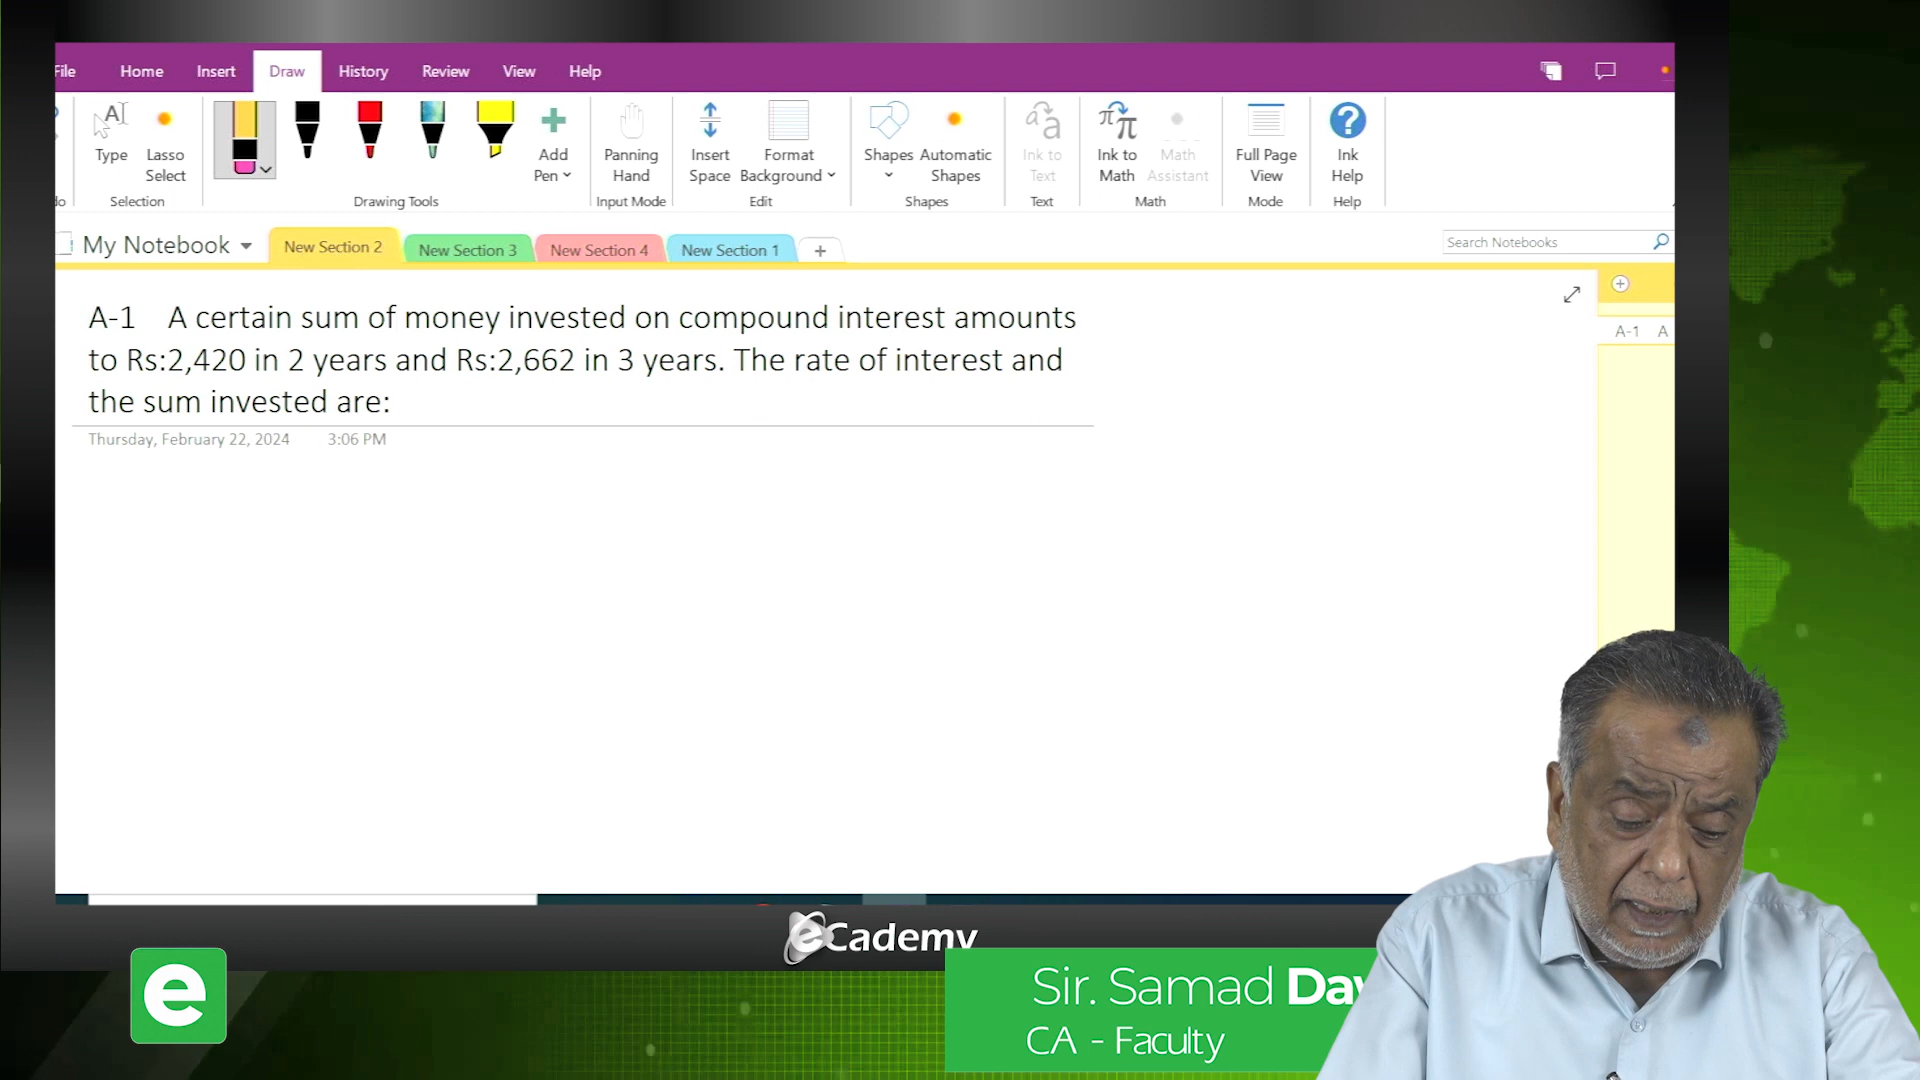 File Home Insert Draw History Review View Help
Type Lasso Select Add Pen Panning Hand Insert Space Format Background Shapes Automatic Shapes Ink to Text Ink to Math Math Assistant Full Page View Ink Help
Selection Drawing Tools Input Mode Edit Shapes Text Math Mode Help
My Notebook New Section 2 New Section 3 New Section 4 New Section 1 + Search Notebooks
A-1 A certain sum of money invested on compound interest amounts
to Rs:2,420 in 2 years and Rs:2,662 in 3 years. The rate of interest and
the sum invested are:
A-1 A
Thursday, February 22, 2024 3:06 PM
eCademy
e
Sir. Samad
CA - Faculty